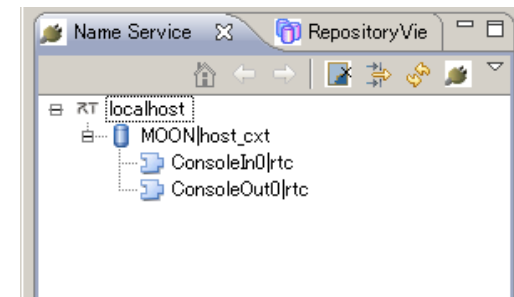 Name Service RepositoryVie
RT localhost
MOON|host_cxt
ConsoleIn0|rtc
ConsoleOut0|rtc